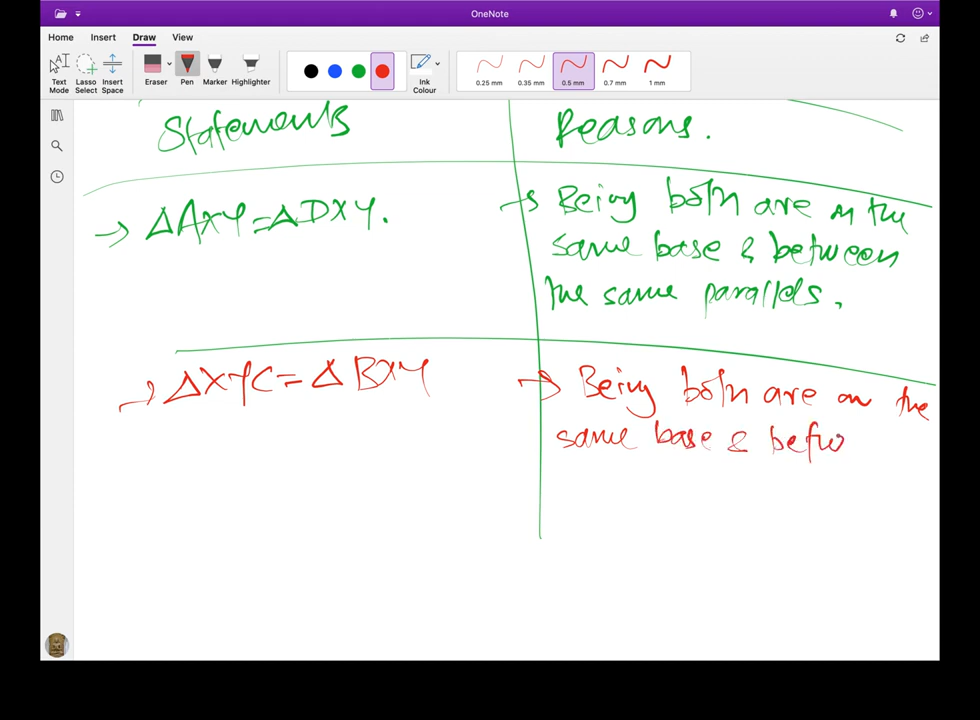 OneNote
Home Insert Draw View
Text Mode
Lasso Select
Insert Space
Eraser
Pen
Marker
Highlighter
Ink Colour
0.25 mm
0.35 mm
0.5 mm
0.7 mm
1 mm
Statements
Reasons.
→ ΔAXY=ΔDXY.
→ Being both are on the
same base & between
the same parallels.
→ ΔXYC = ΔBXY
→ Being both are on the
same base & betw